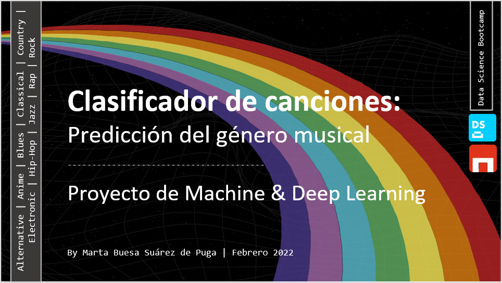 Alternative | Anime | Blues | Classical | Country |
Electronic | Hip-Hop | Jazz | Rap | Rock
Clasificador de canciones:
Predicción del género musical
Proyecto de Machine & Deep Learning
By Marta Buesa Suárez de Puga | Febrero 2022
Data Science Bootcamp
DS
D